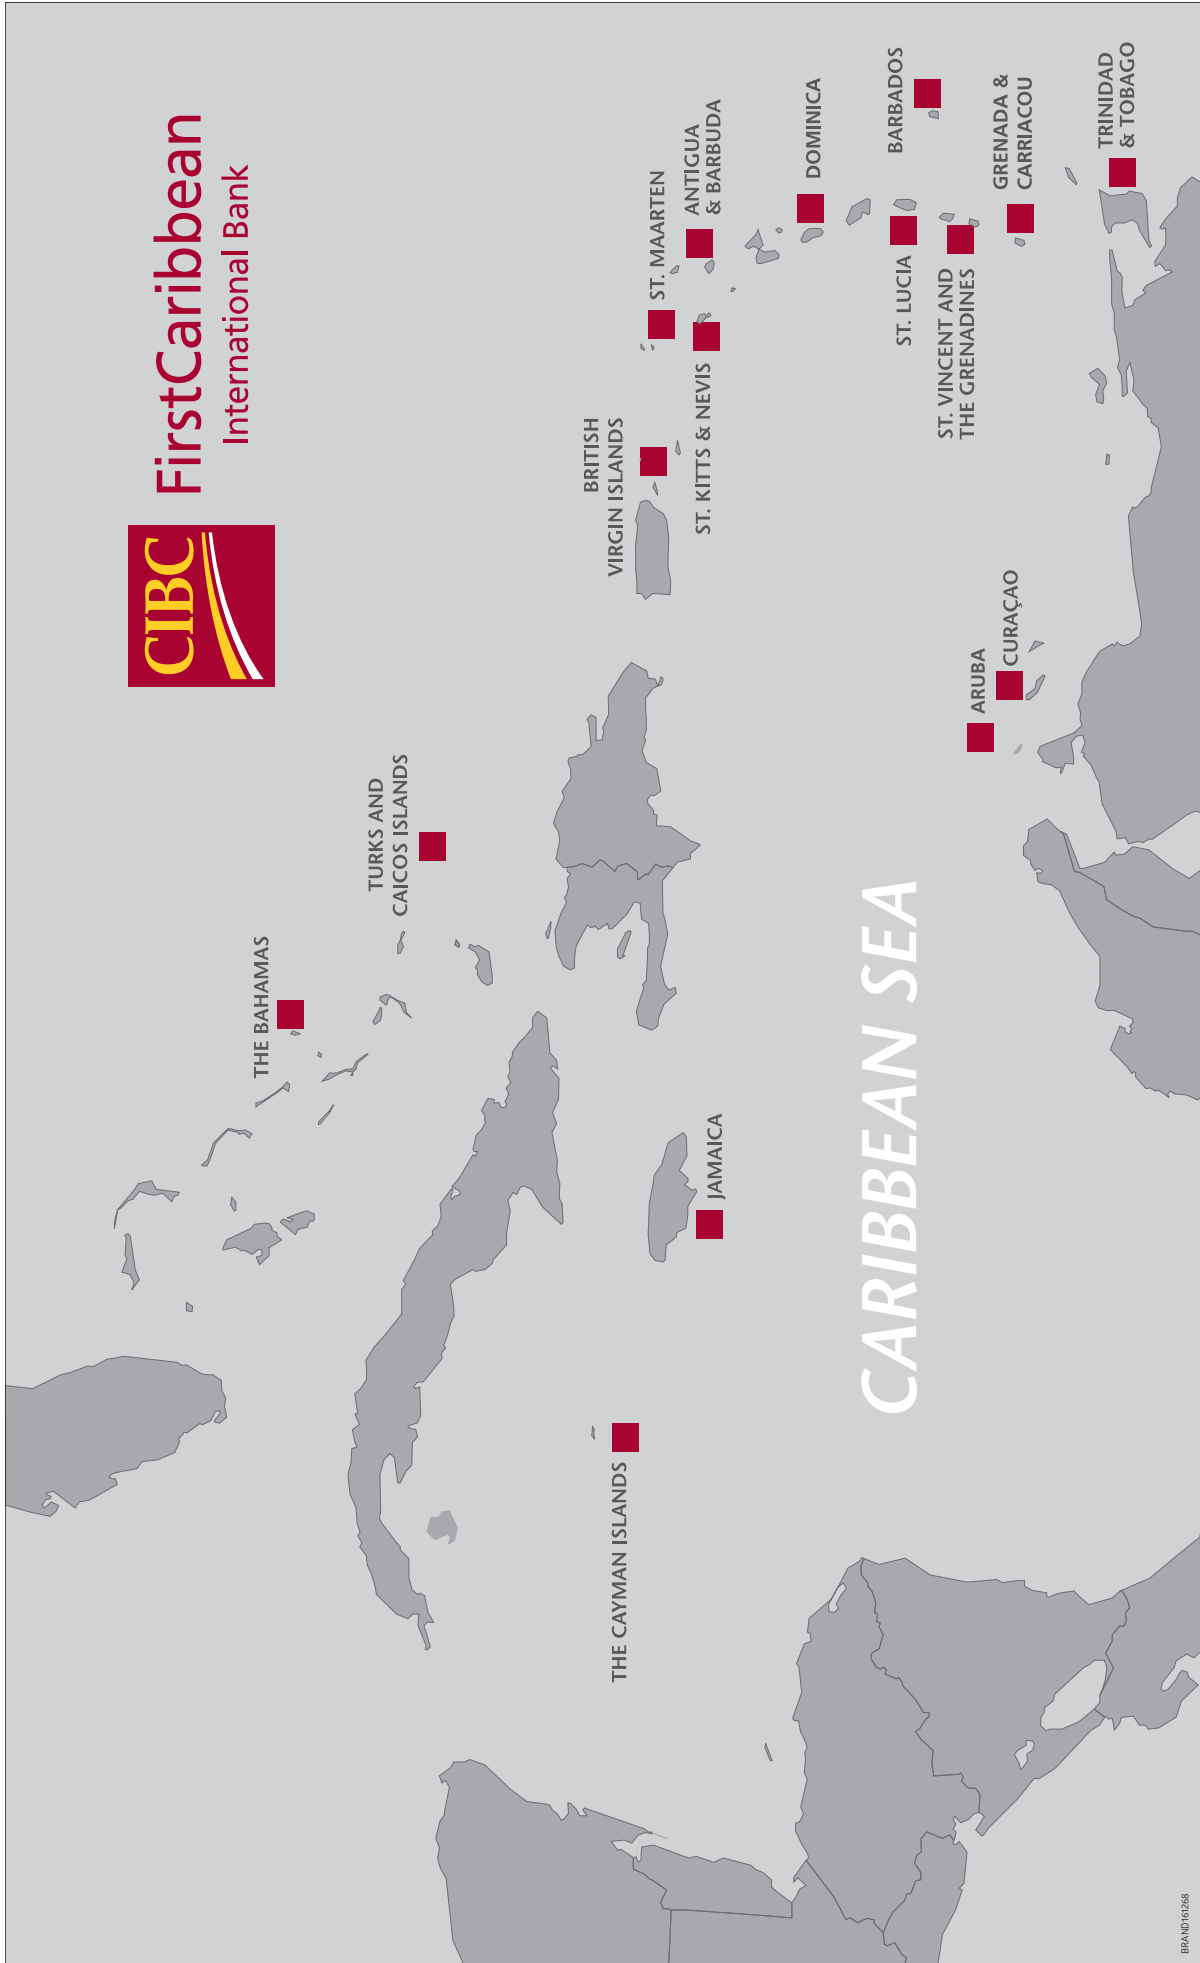 FirstCaribbean
International Bank
CIBC
THE BAHAMAS
TURKS AND
CAICOS ISLANDS
BRITISH
VIRGIN ISLANDS
ST. MAARTEN
ANTIGUA
& BARBUDA
ST. KITTS & NEVIS
DOMINICA
BARBADOS
ST. LUCIA
ST. VINCENT AND
THE GRENADINES
GRENADA &
CARRIACOU
TRINIDAD
& TOBAGO
ARUBA
CURAÇAO
JAMAICA
THE CAYMAN ISLANDS
CARIBBEAN SEA
BRAND161268